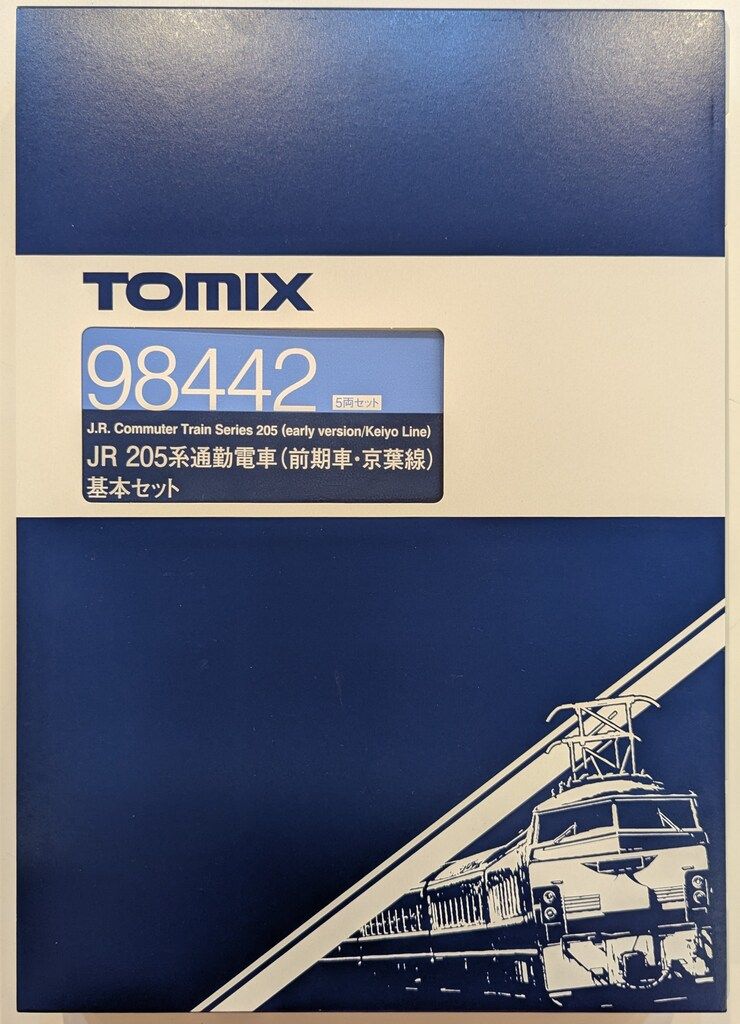 TOMIX
98442 5両セット
J.R. Commuter Train Series 205 (early version/Keiyo Line)
JR 205系通勤電車(前期車・京葉線)
基本セット